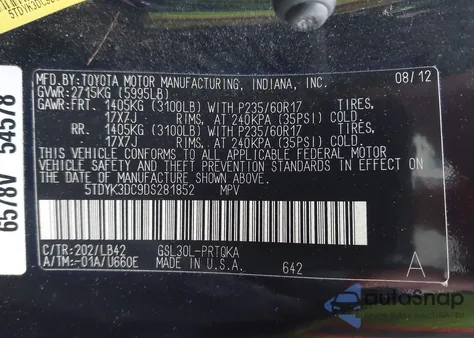 5TDYK3DC9DS
MFD.BY:TOYOTA MOTOR MANUFACTURING, INDIANA, INC. 08/12
GVWR:2715KG (5995LB)
GAWR:FRT. 1405KG (3100LB) WITH P235/60R17 TIRES,
17X7J RIMS, AT 240KPA (35PSI) COLD.
RR. 1405KG (3100LB) WITH P235/60R17 TIRES,
17X7J RIMS, AT 240KPA (35PSI) COLD.
THIS VEHICLE CONFORMS TO ALL APPLICABLE FEDERAL MOTOR
VEHICLE SAFETY AND THEFT PREVENTION STANDARDS IN EFFECT
ON THE DATE OF MANUFACTURE SHOWN ABOVE.
5TDYK3DC9DS281852 MPV
C/TR:202/LB42 GSL30L-PRTQKA
A/TM:-01A/U660E MADE IN U.S.A. 642 A
6578V 54578
autosnap